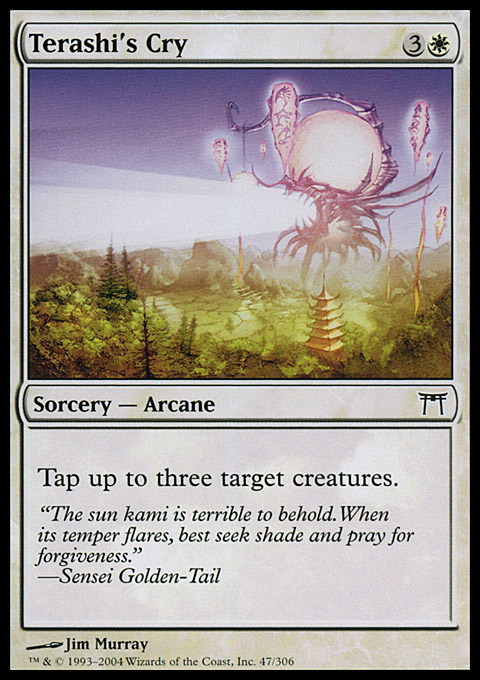 Terashi's Cry 3
Sorcery — Arcane
Tap up to three target creatures.
"The sun kami is terrible to behold. When
its temper flares, best seek shade and pray for
forgiveness."
—Sensei Golden-Tail
Jim Murray
™ & © 1993–2004 Wizards of the Coast, Inc. 47/306